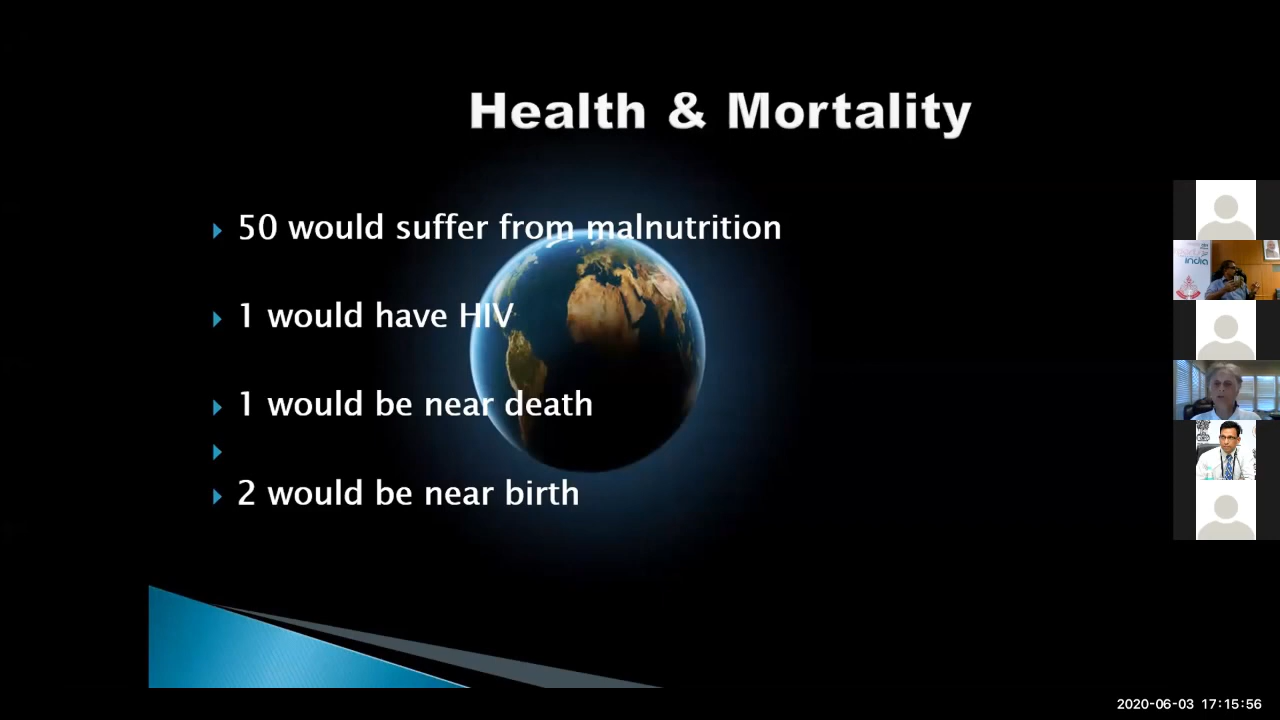 Health & Mortality
50 would suffer from malnutrition
1 would have HIV
1 would be near death
2 would be near birth
india
2020-06-03 17:15:56